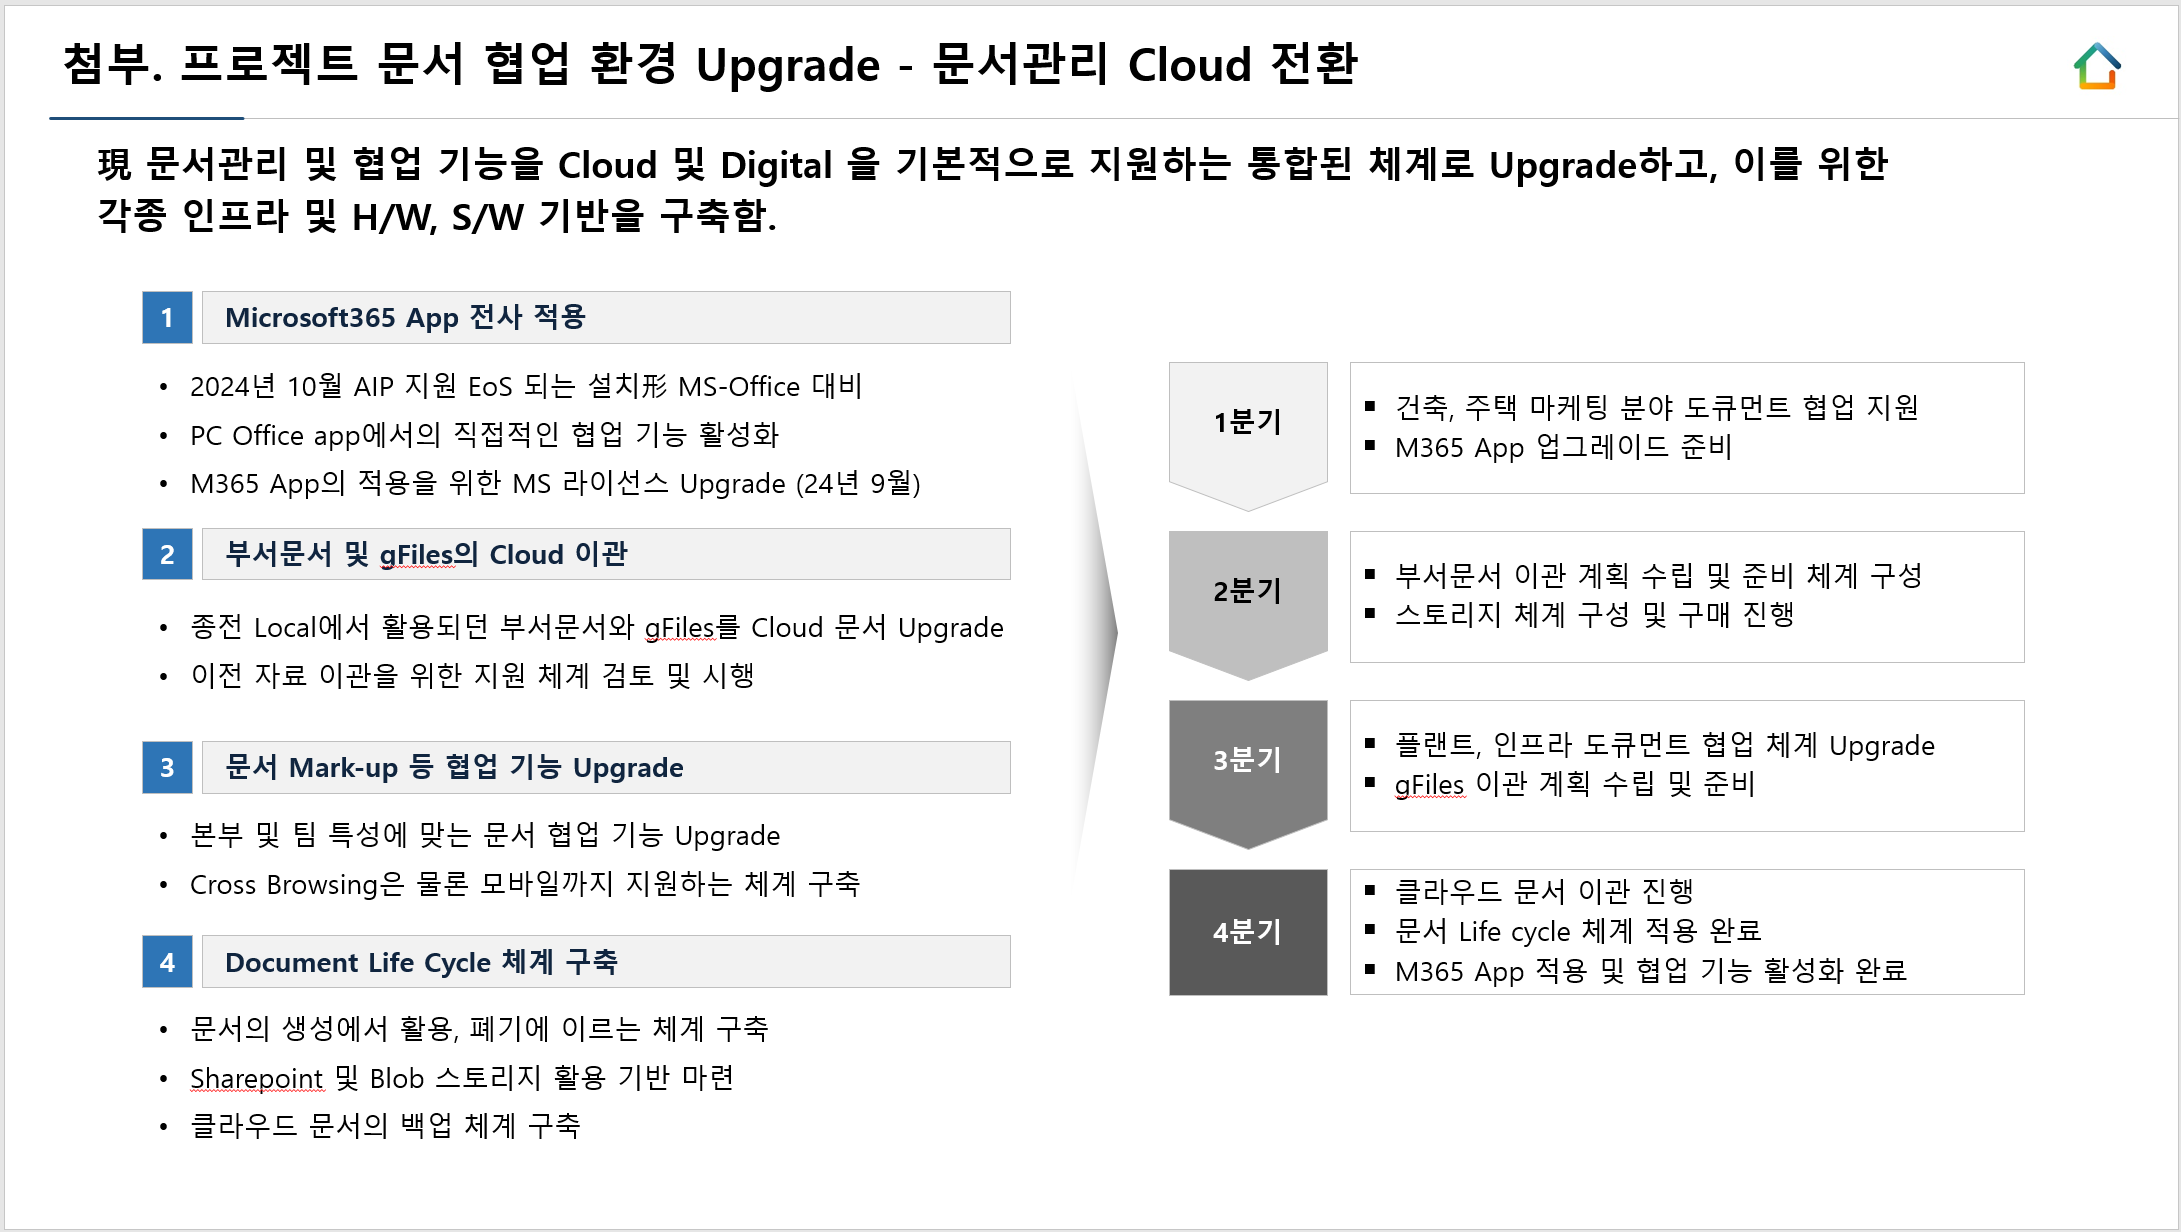 첨부. 프로젝트 문서 협업 환경 Upgrade - 문서관리 Cloud 전환
現 문서관리 및 협업 기능을 Cloud 및 Digital 을 기본적으로 지원하는 통합된 체계로 Upgrade하고, 이를 위한
각종 인프라 및 H/W, S/W 기반을 구축함.
1 Microsoft365 App 전사 적용
• 2024년 10월 AIP 지원 EoS 되는 설치形 MS-Office 대비
• PC Office app에서의 직접적인 협업 기능 활성화
• M365 App의 적용을 위한 MS 라이선스 Upgrade (24년 9월)
2 부서문서 및 gFiles의 Cloud 이관
• 종전 Local에서 활용되던 부서문서와 gFiles를 Cloud 문서 Upgrade
• 이전 자료 이관을 위한 지원 체계 검토 및 시행
3 문서 Mark-up 등 협업 기능 Upgrade
• 본부 및 팀 특성에 맞는 문서 협업 기능 Upgrade
• Cross Browsing은 물론 모바일까지 지원하는 체계 구축
4 Document Life Cycle 체계 구축
• 문서의 생성에서 활용, 폐기에 이르는 체계 구축
• Sharepoint 및 Blob 스토리지 활용 기반 마련
• 클라우드 문서의 백업 체계 구축
1분기
▪ 건축, 주택 마케팅 분야 도큐먼트 협업 지원
▪ M365 App 업그레이드 준비
2분기
▪ 부서문서 이관 계획 수립 및 준비 체계 구성
▪ 스토리지 체계 구성 및 구매 진행
3분기
▪ 플랜트, 인프라 도큐먼트 협업 체계 Upgrade
▪ gFiles 이관 계획 수립 및 준비
4분기
▪ 클라우드 문서 이관 진행
▪ 문서 Life cycle 체계 적용 완료
▪ M365 App 적용 및 협업 기능 활성화 완료